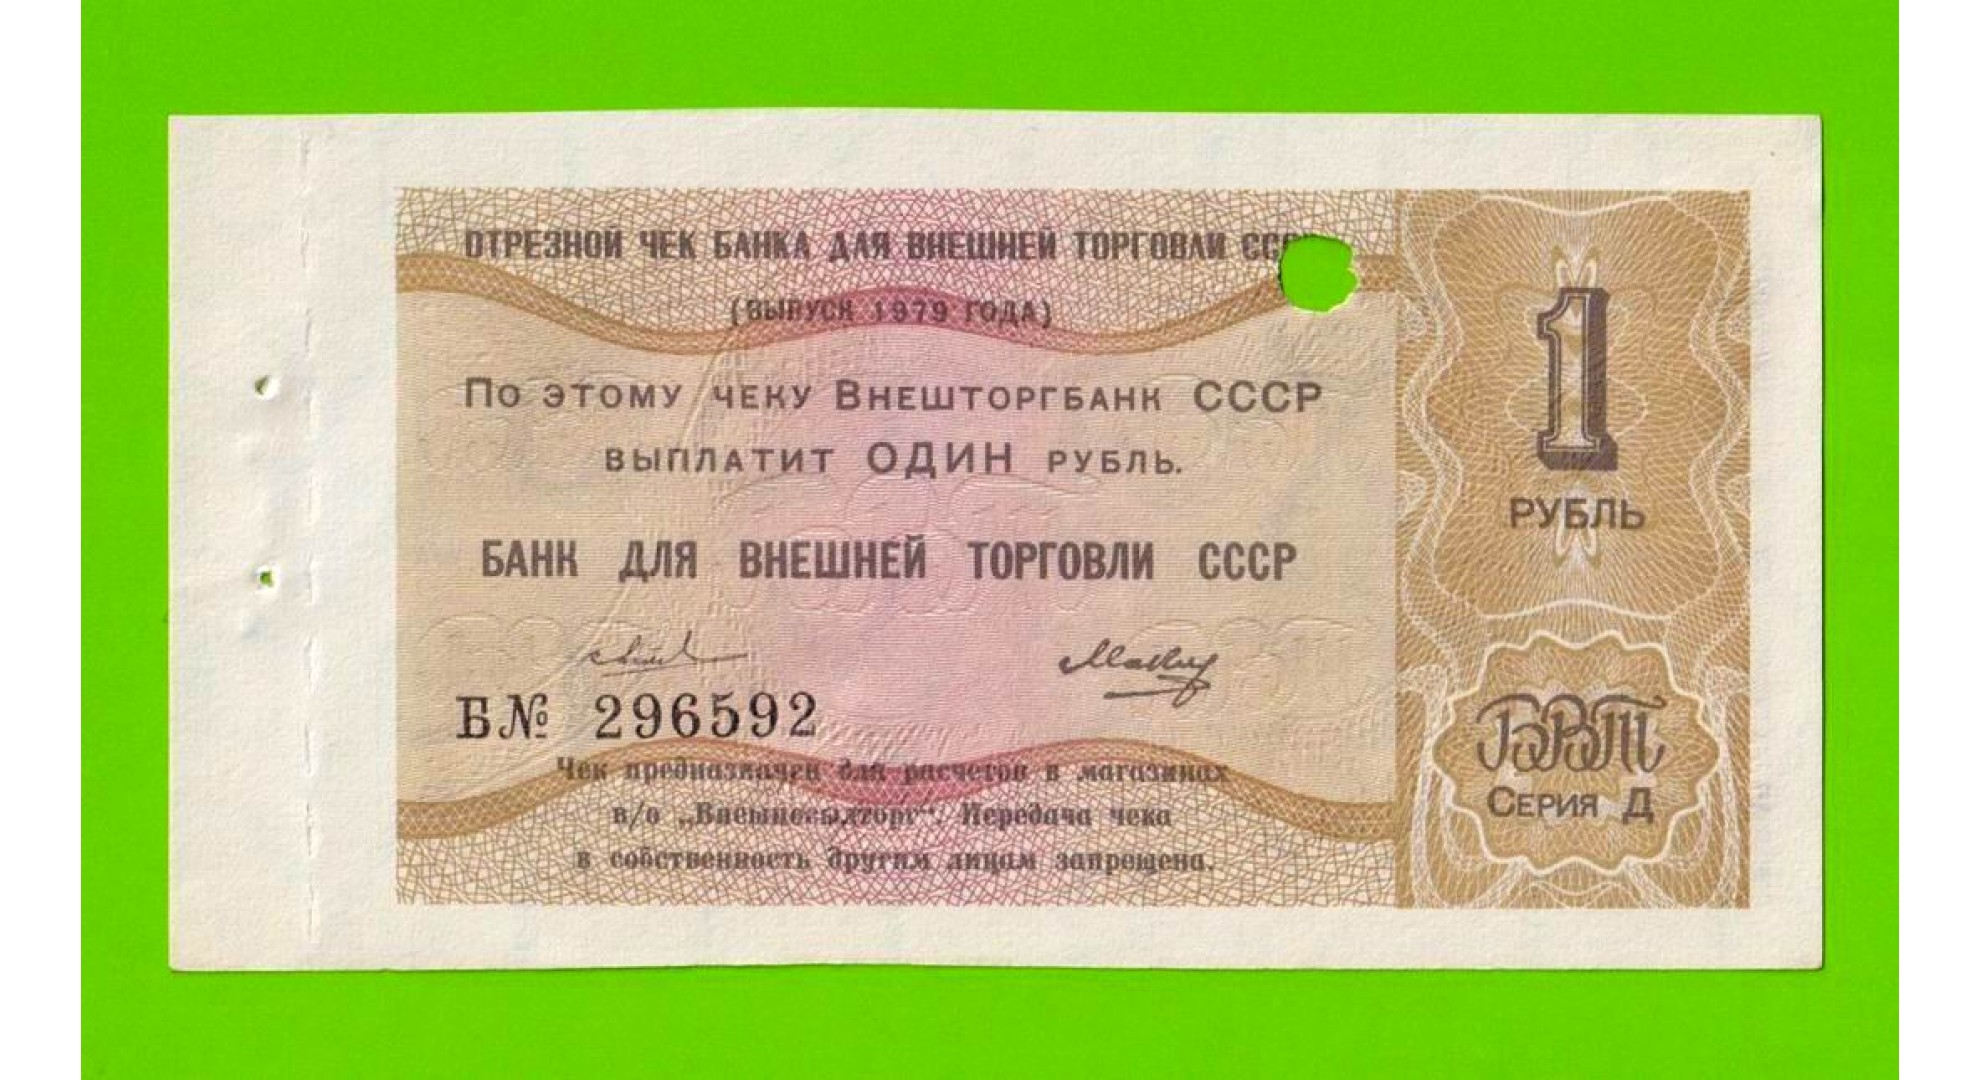 ОТРЕЗНОЙ ЧЕК БАНКА ДЛЯ ВНЕШНЕЙ ТОРГОВЛИ СС
(ВЫПУСК 1979 ГОДА)
По этому чеку Внешторгбанк СССР
выплатит ОДИН рубль.
БАНК ДЛЯ ВНЕШНЕЙ ТОРГОВЛИ СССР
Б№ 296592
Чек предназначен для расчетов в магазинах
в/о „Внешпосылторг“. Передача чека
в собственность другим лицам запрещена.
1
РУБЛЬ
БВТ
Серия Д